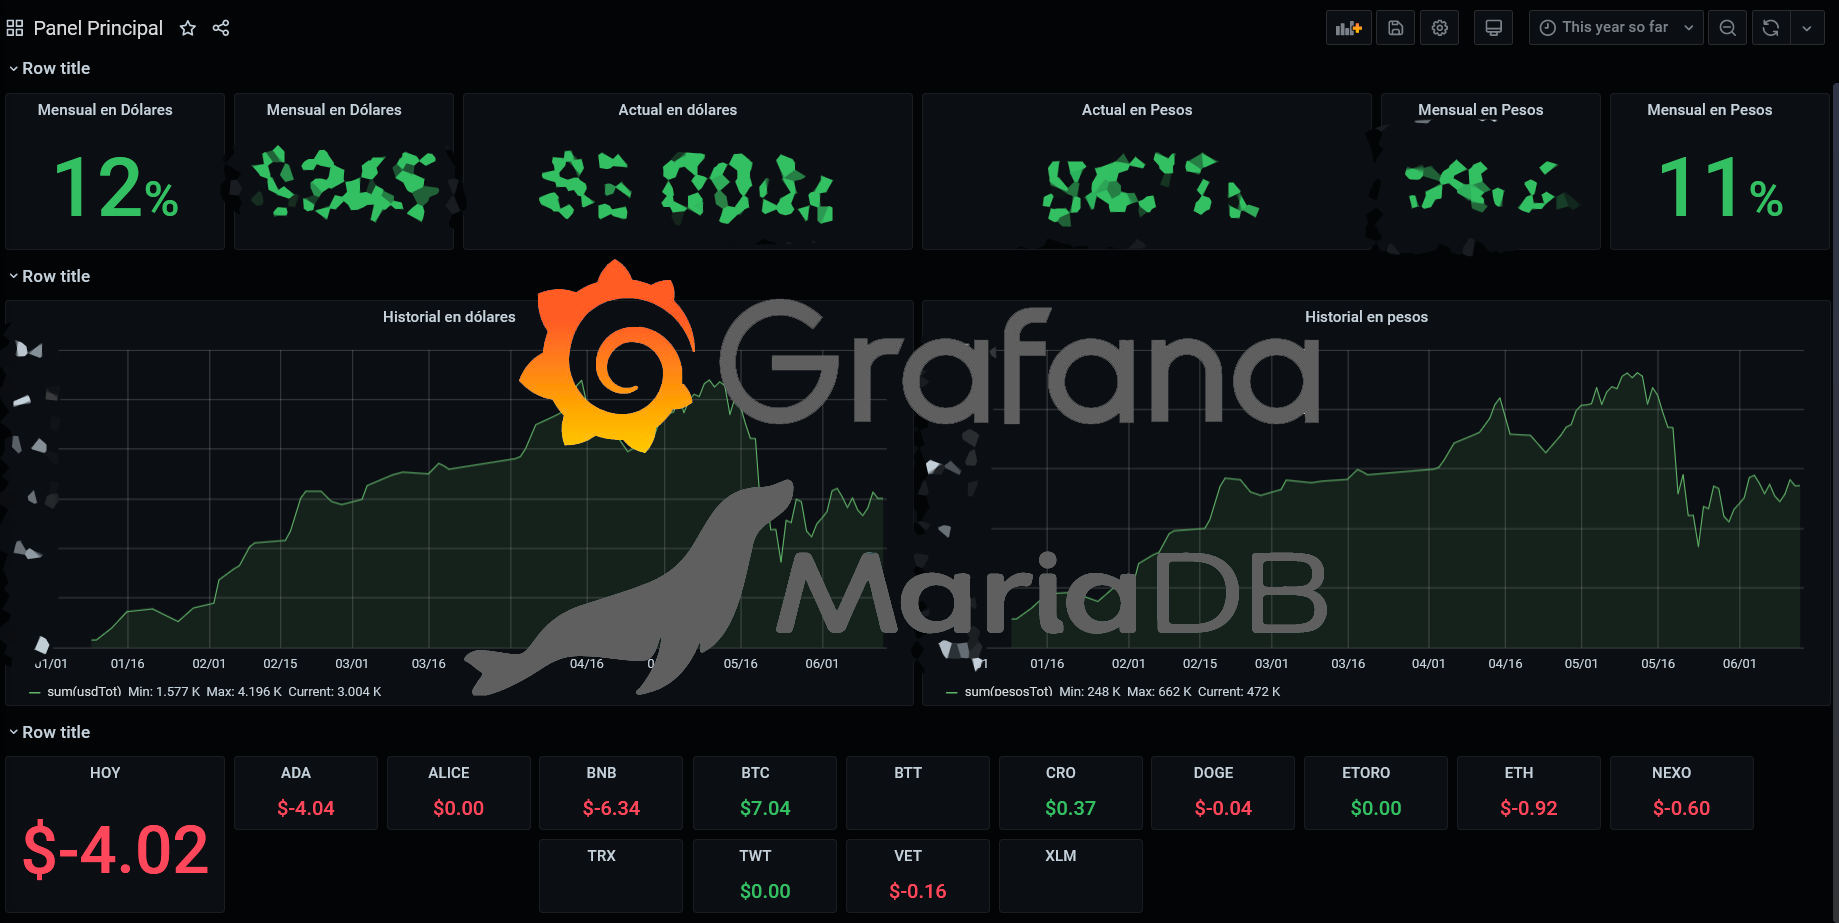 Panel Principal
This year so far
Row title
Mensual en Dólares
Mensual en Dólares
Actual en dólares
Actual en Pesos
Mensual en Pesos
Mensual en Pesos
12%
11%
Row title
Historial en dólares
Historial en pesos
Grafana
MariaDB
01/01 01/16 02/01 02/15 03/01 03/16 04/16 05/16 06/01
01/16 02/01 02/15 03/01 03/16 04/01 04/16 05/01 05/16 06/01
sum(usdTot) Min: 1.577 K Max: 4.196 K Current: 3.004 K
sum(pesosTot) Min: 248 K Max: 662 K Current: 472 K
Row title
HOY
$-4.02
ADA
$-4.04
ALICE
$0.00
BNB
$-6.34
BTC
$7.04
BTT
CRO
$0.37
DOGE
$-0.04
ETORO
$0.00
ETH
$-0.92
NEXO
$-0.60
TRX
TWT
$0.00
VET
$-0.16
XLM